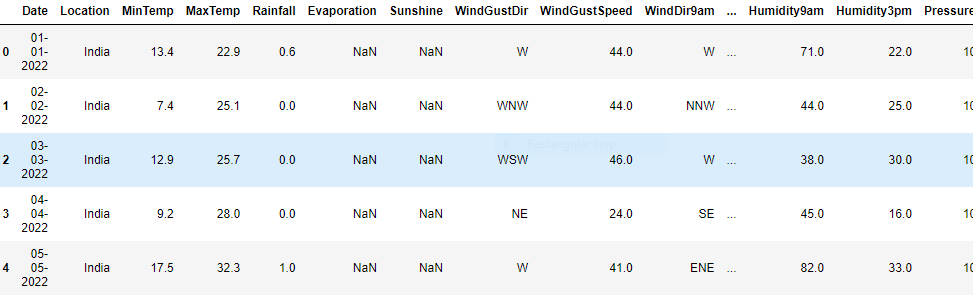 Date Location MinTemp MaxTemp Rainfall Evaporation Sunshine WindGustDir WindGustSpeed WindDir9am ... Humidity9am Humidity3pm Pressure
0 01-01-2022 India 13.4 22.9 0.6 NaN NaN W 44.0 W ... 71.0 22.0 10
1 02-02-2022 India 7.4 25.1 0.0 NaN NaN WNW 44.0 NNW ... 44.0 25.0 10
2 03-03-2022 India 12.9 25.7 0.0 NaN NaN WSW 46.0 W ... 38.0 30.0 10
3 04-04-2022 India 9.2 28.0 0.0 NaN NaN NE 24.0 SE ... 45.0 16.0 10
4 05-05-2022 India 17.5 32.3 1.0 NaN NaN W 41.0 ENE ... 82.0 33.0 10